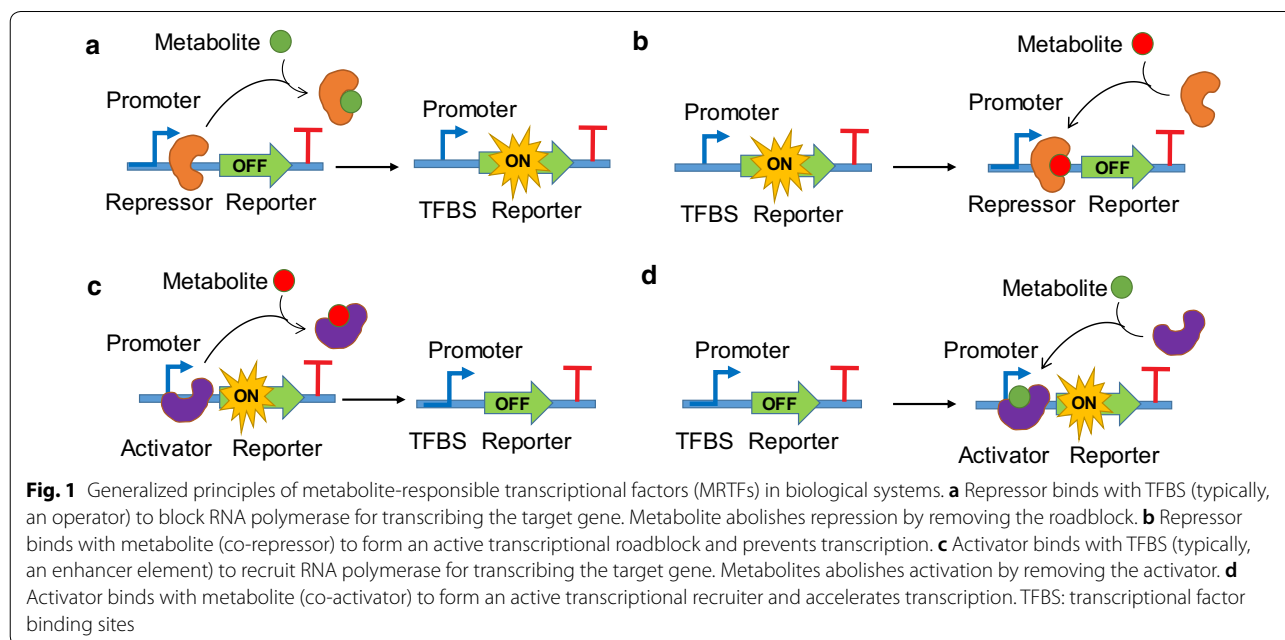 a
Metabolite
Promoter
OFF
Repressor Reporter
Promoter
ON
TFBS Reporter
b
Metabolite
Promoter
ON
TFBS Reporter
Promoter
OFF
Repressor Reporter
c
Metabolite
Promoter
ON
Activator Reporter
Promoter
OFF
TFBS Reporter
d
Metabolite
Promoter
OFF
TFBS Reporter
Promoter
ON
Activator Reporter
Fig. 1 Generalized principles of metabolite-responsible transcriptional factors (MRTFs) in biological systems. a Repressor binds with TFBS (typically,
an operator) to block RNA polymerase for transcribing the target gene. Metabolite abolishes repression by removing the roadblock. b Repressor
binds with metabolite (co-repressor) to form an active transcriptional roadblock and prevents transcription. c Activator binds with TFBS (typically,
an enhancer element) to recruit RNA polymerase for transcribing the target gene. Metabolites abolishes activation by removing the activator. d
Activator binds with metabolite (co-activator) to form an active transcriptional recruiter and accelerates transcription. TFBS: transcriptional factor
binding sites